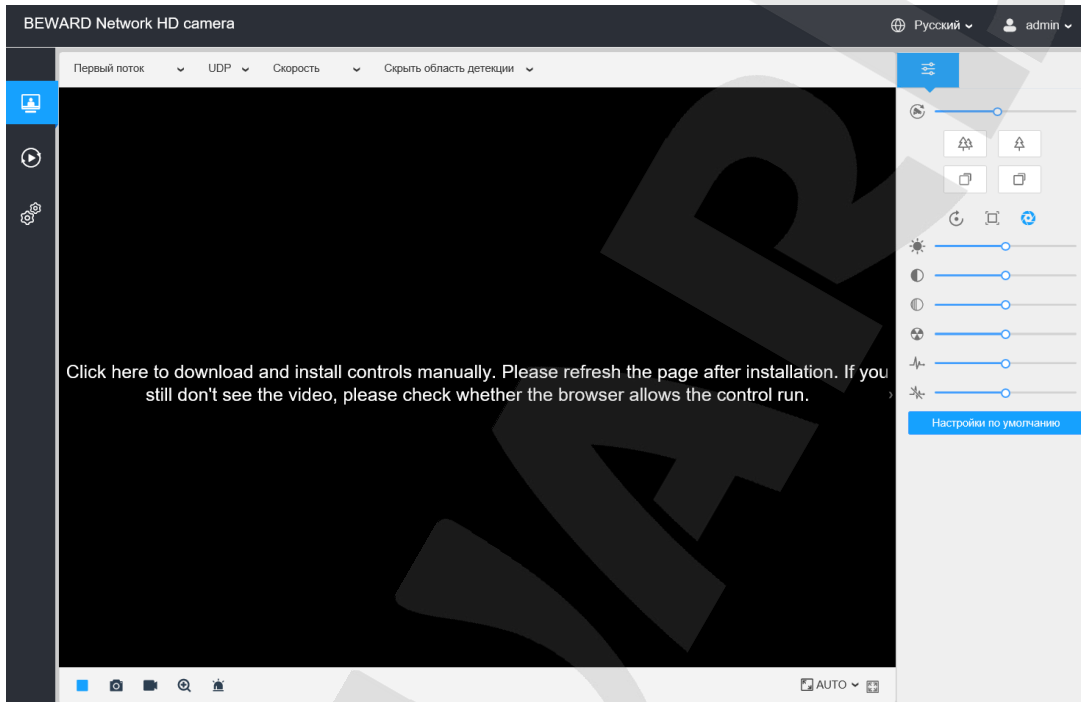 BEWARD Network HD camera
Русский
admin
Первый поток
UDP
Скорость
Скрыть область детекции
Click here to download and install controls manually. Please refresh the page after installation. If you
still don't see the video, please check whether the browser allows the control run.
Настройки по умолчанию
AUTO